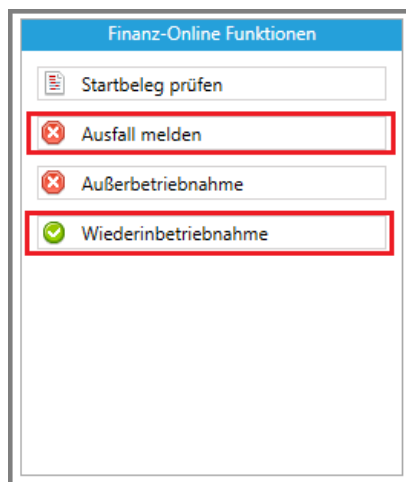 Finanz-Online Funktionen
Startbeleg prüfen
Ausfall melden
Außerbetriebnahme
Wiederinbetriebnahme